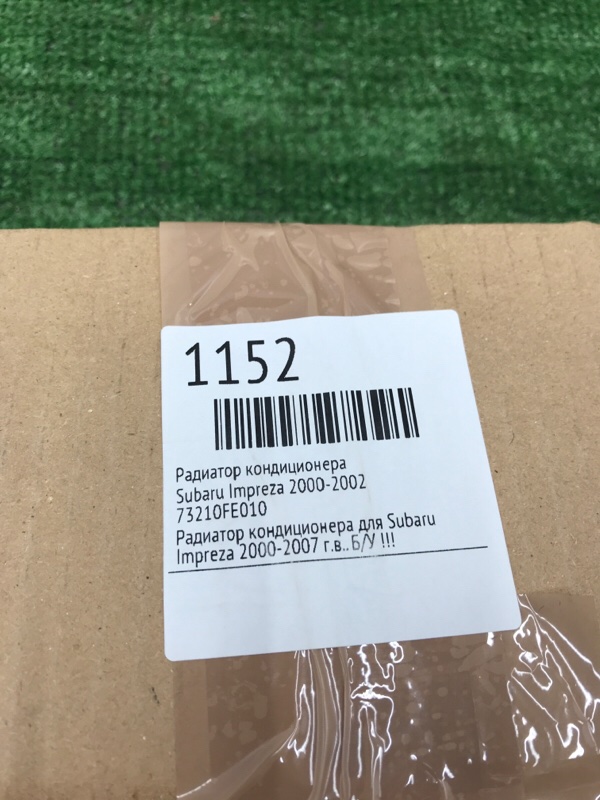 1152
Радиатор кондиционера
Subaru Impreza 2000-2002
73210FE010
Радиатор кондиционера для Subaru
Impreza 2000-2007 г.в.. Б/У !!!